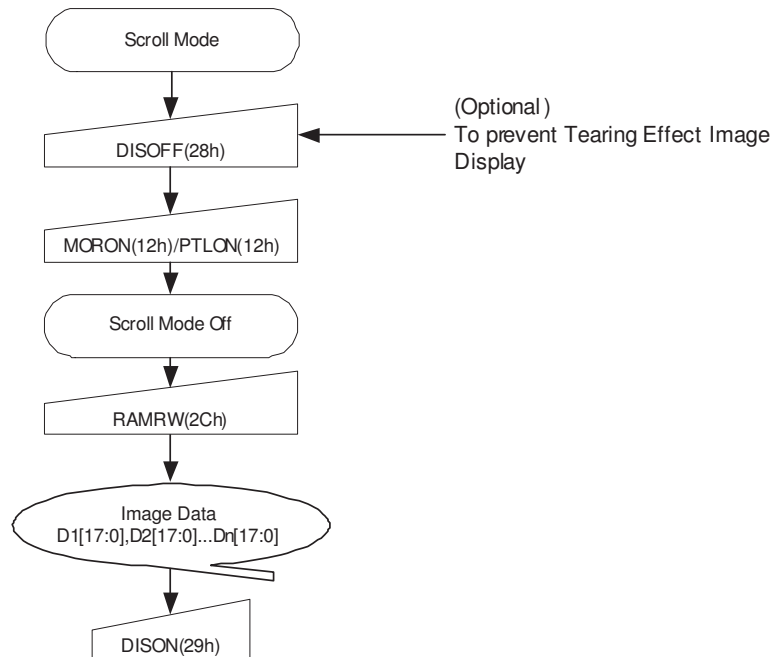 Scroll Mode
(Optional)
To prevent Tearing Effect Image
Display
DISOFF(28h)
MORON(12h)/PTLON(12h)
Scroll Mode Off
RAMRW(2Ch)
Image Data
D1[17:0],D2[17:0]...Dn[17:0]
DISON(29h)